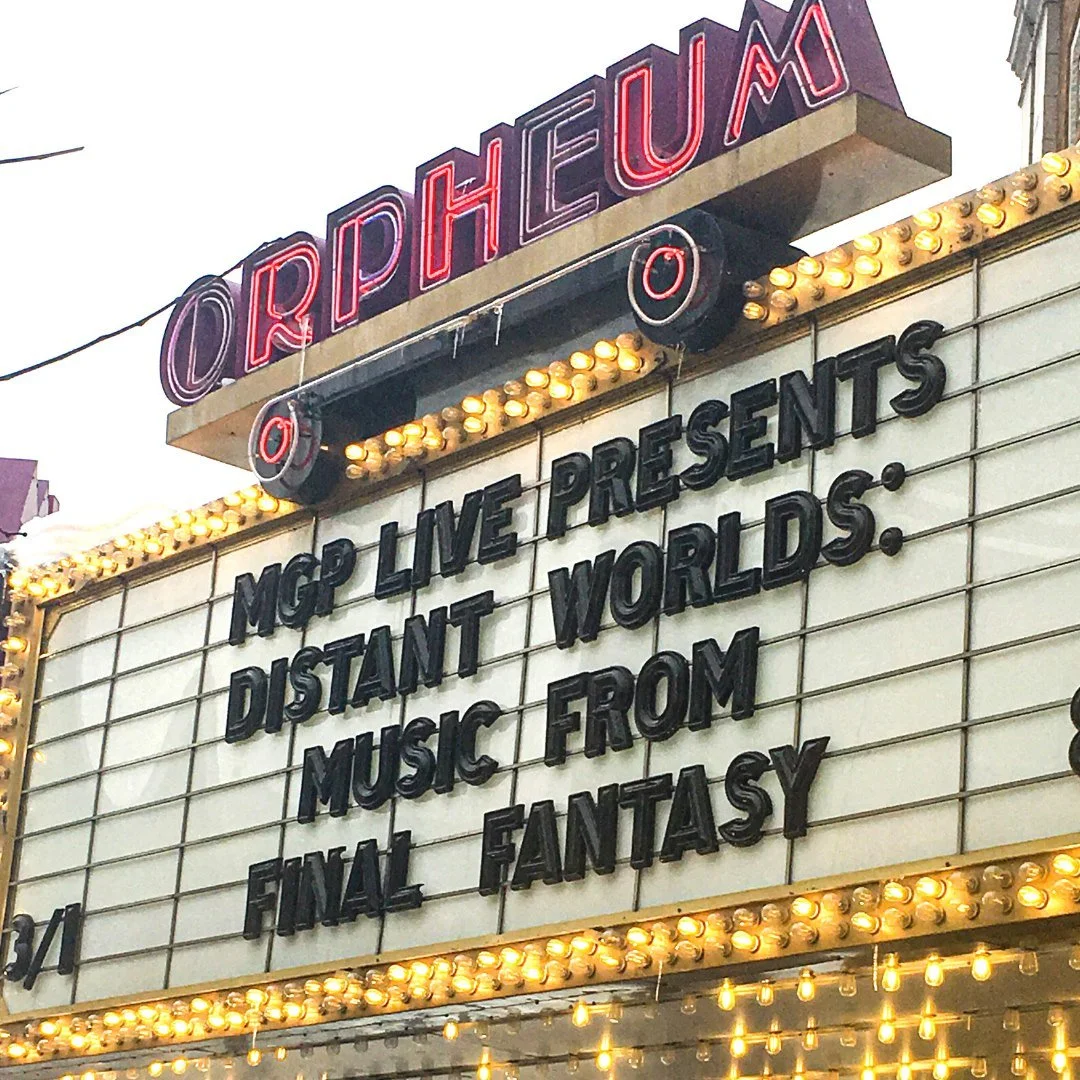 ORPHEUM
MGP LIVE PRESENTS
DISTANT WORLDS:
MUSIC FROM
FINAL FANTASY
3/1